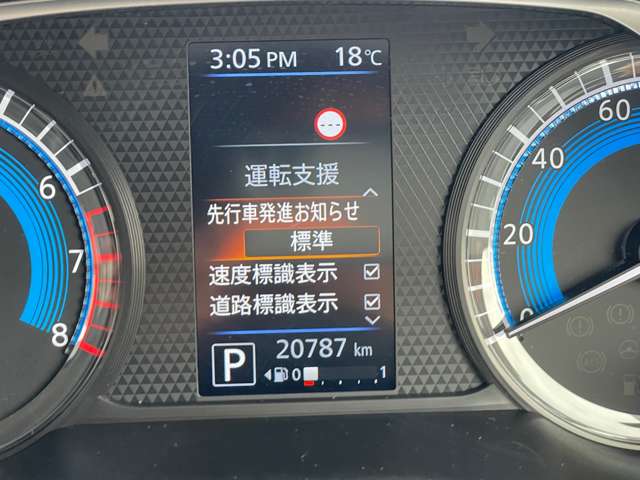 3:05 PM 18℃
---
運転支援
先行車発進お知らせ
標準
速度標識表示
道路標識表示
P 20787 km
0 1
6
7
8
60
40
20
0